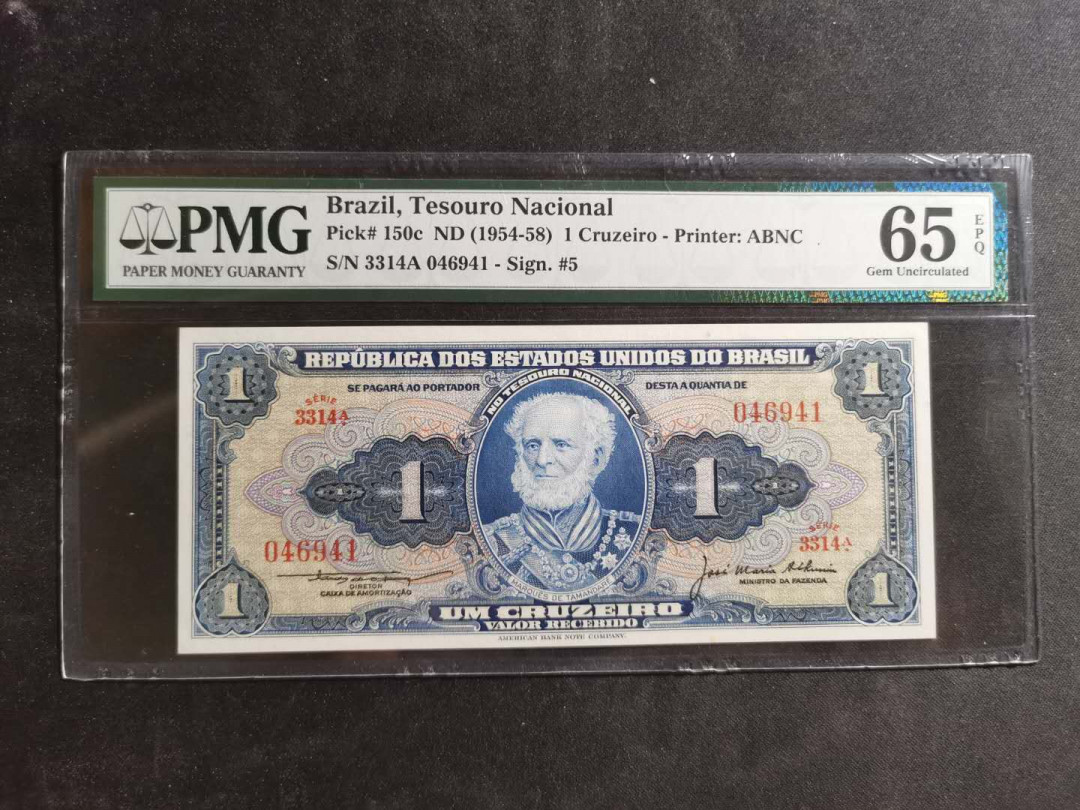 PMG
PAPER MONEY GUARANTY
Brazil, Tesouro Nacional
Pick# 150c ND (1954-58) 1 Cruzeiro - Printer: ABNC
S/N 3314A 046941 - Sign. #5
65
EPQ
Gem Uncirculated
1
REPÚBLICA DOS ESTADOS UNIDOS DO BRASIL
1
SE PAGARÁ AO PORTADOR
NO TESOURO NACIONAL
DESTA A QUANTIA DE
SÉRIE
3314A
046941
1
1
046941
SÉRIE
3314A
DIRETOR
CAIXA DE AMORTIZAÇÃO
MARQUÊS DE TAMANDARÉ
MINISTRO DA FAZENDA
1
UM CRUZEIRO
1
VALOR RECEBIDO
AMERICAN BANK NOTE COMPANY.